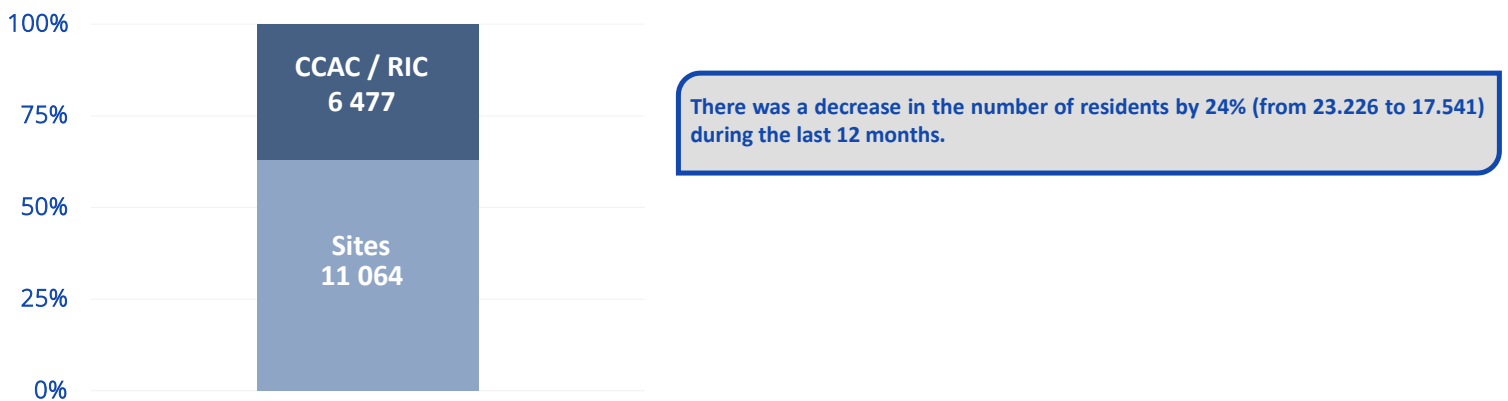 100%
75%
50%
25%
0%
CCAC / RIC
6 477
Sites
11 064
There was a decrease in the number of residents by 24% (from 23.226 to 17.541)
during the last 12 months.